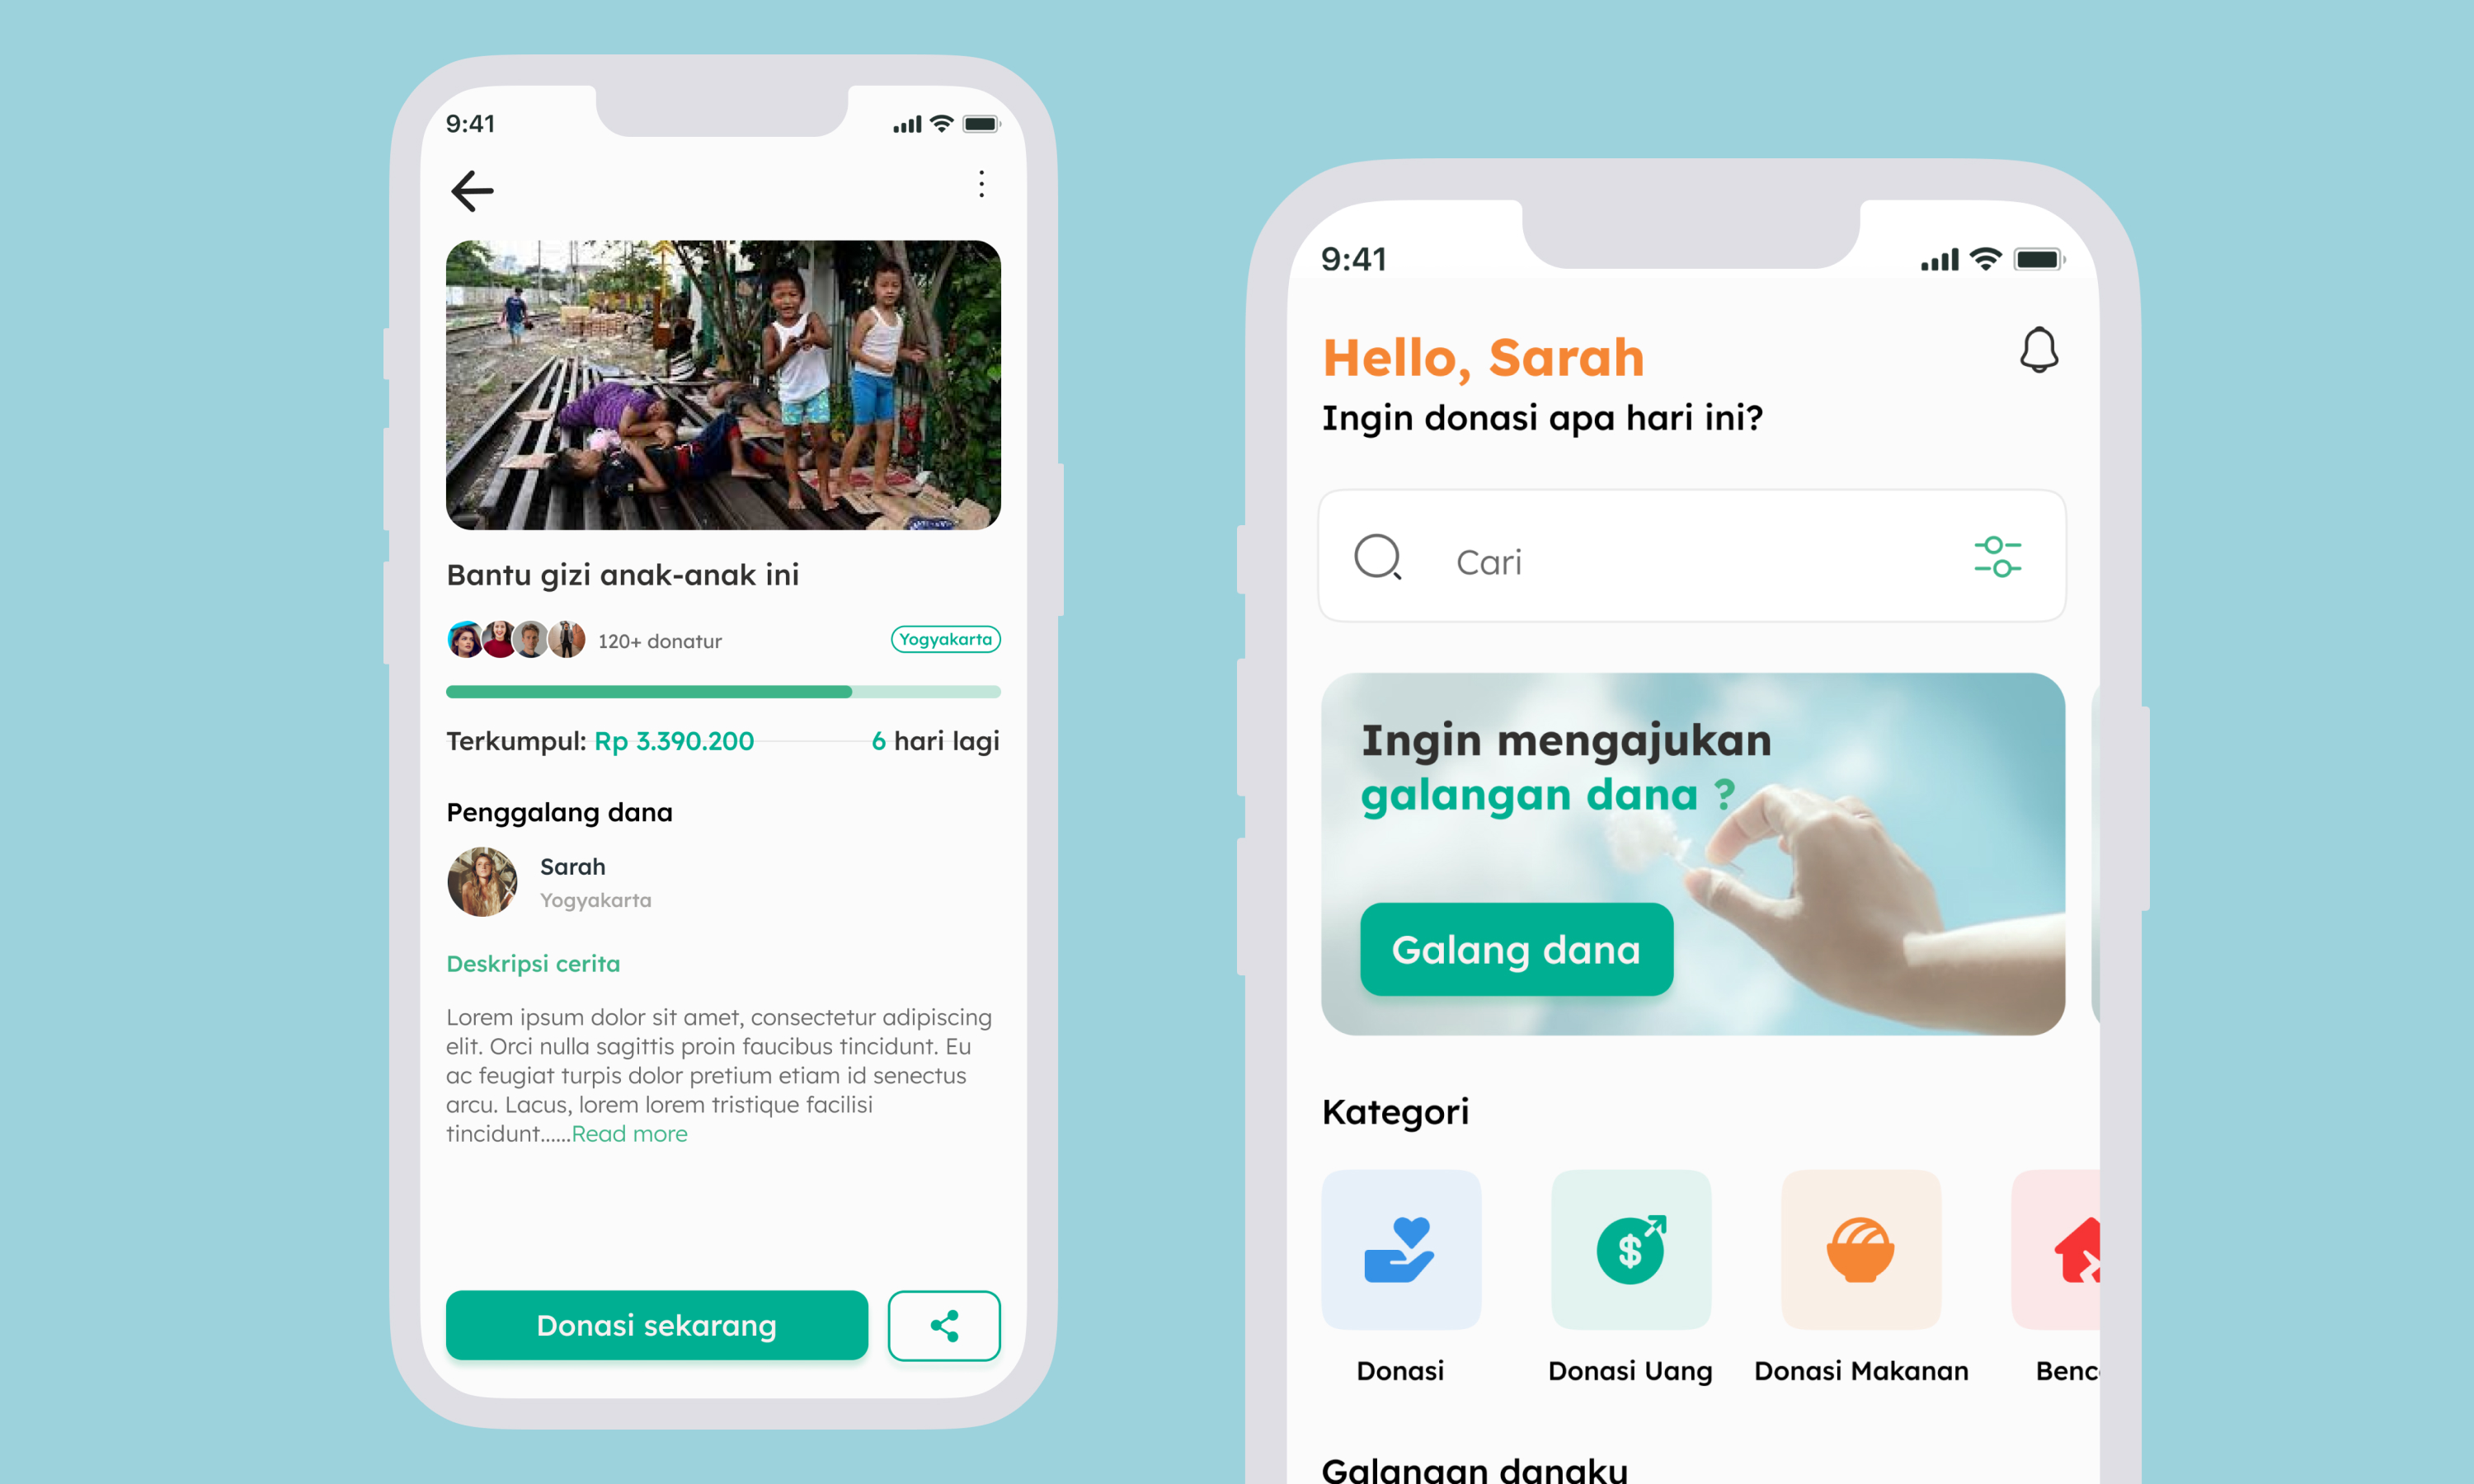 9:41
Bantu gizi anak-anak ini
120+ donatur
Yogyakarta
Terkumpul: Rp 3.390.200
6 hari lagi
Penggalang dana
Sarah
Yogyakarta
Deskripsi cerita
Lorem ipsum dolor sit amet, consectetur adipiscing
elit. Orci nulla sagittis proin faucibus tincidunt. Eu
ac feugiat turpis dolor pretium etiam id senectus
arcu. Lacus, lorem lorem tristique facilisi
tincidunt......Read more
Donasi sekarang
9:41
Hello, Sarah
Ingin donasi apa hari ini?
Cari
Ingin mengajukan
galangan dana ?
Galang dana
Kategori
Donasi
Donasi Uang
Donasi Makanan
Benc
Galangan danaku